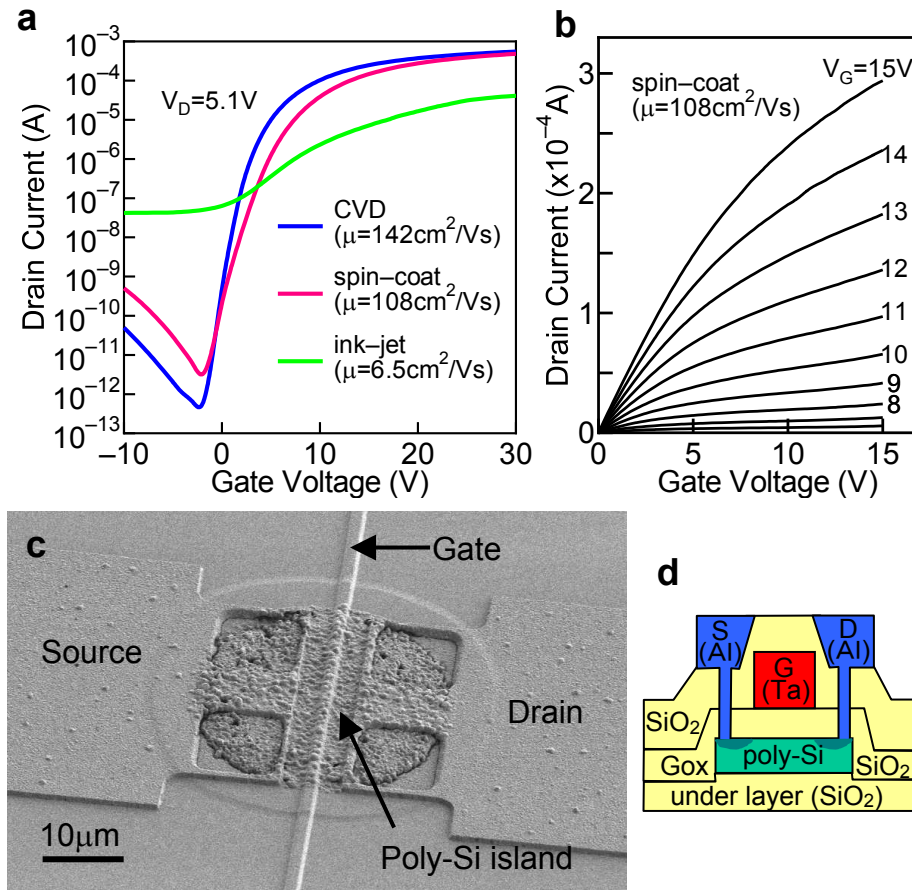 a
10⁻³
10⁻⁴
10⁻⁵
10⁻⁶
10⁻⁷
10⁻⁸
10⁻⁹
10⁻¹⁰
10⁻¹¹
10⁻¹²
10⁻¹³
Drain Current (A)
V_D=5.1V
CVD
(μ=142cm²/Vs)
spin–coat
(μ=108cm²/Vs)
ink–jet
(μ=6.5cm²/Vs)
–10 0 10 20 30
Gate Voltage (V)
b
3
2
1
0
Drain Current (x10⁻⁴ A)
spin–coat
(μ=108cm²/Vs)
V_G=15V
14
13
12
11
10
9
8
0 5 10 15
Gate Voltage (V)
c
Gate
Source
Drain
10μm
Poly-Si island
d
S
(Al)
D
(Al)
G
(Ta)
SiO₂
poly-Si
Gox
SiO₂
under layer (SiO₂)